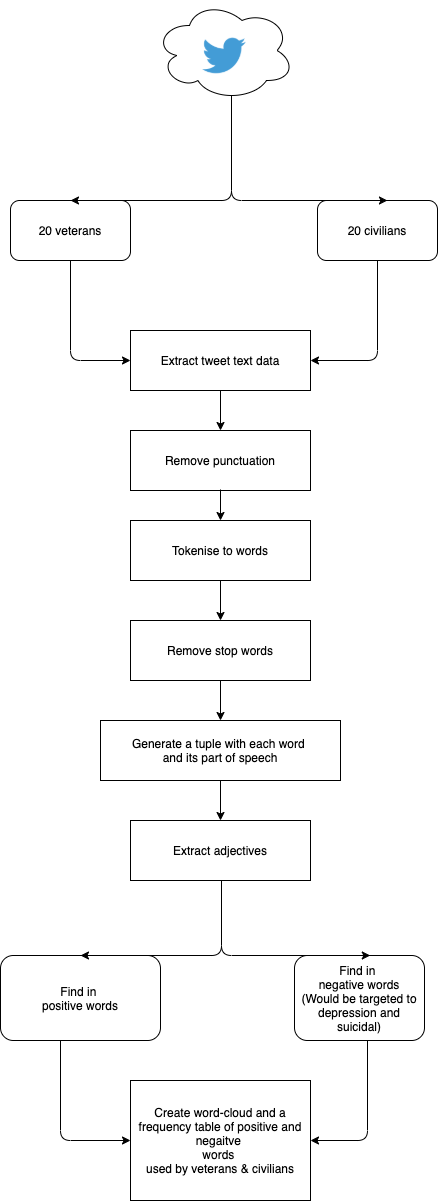 20 veterans
20 civilians
Extract tweet text data
Remove punctuation
Tokenise to words
Remove stop words
Generate a tuple with each word
and its part of speech
Extract adjectives
Find in
positive words
Find in
negative words
(Would be targeted to
depression and
suicidal)
Create word-cloud and a
frequency table of positive and
negaitve
words
used by veterans & civilians